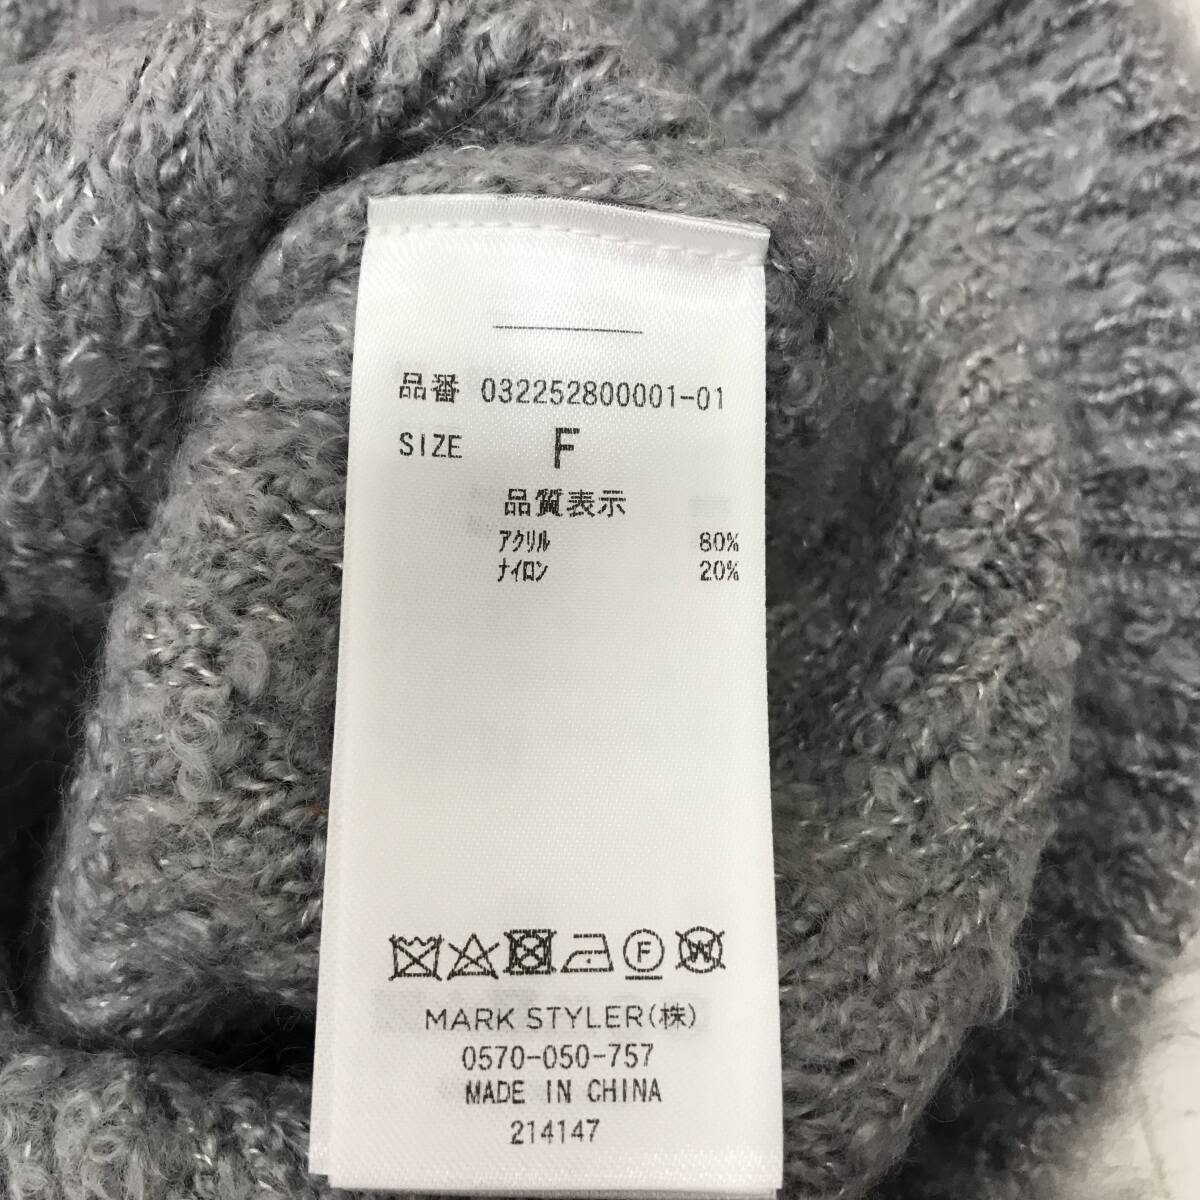 品番 032252800001-01
SIZE F
品質表示
アクリル 80%
ナイロン 20%
F W
MARK STYLER(株)
0570-050-757
MADE IN CHINA
214147